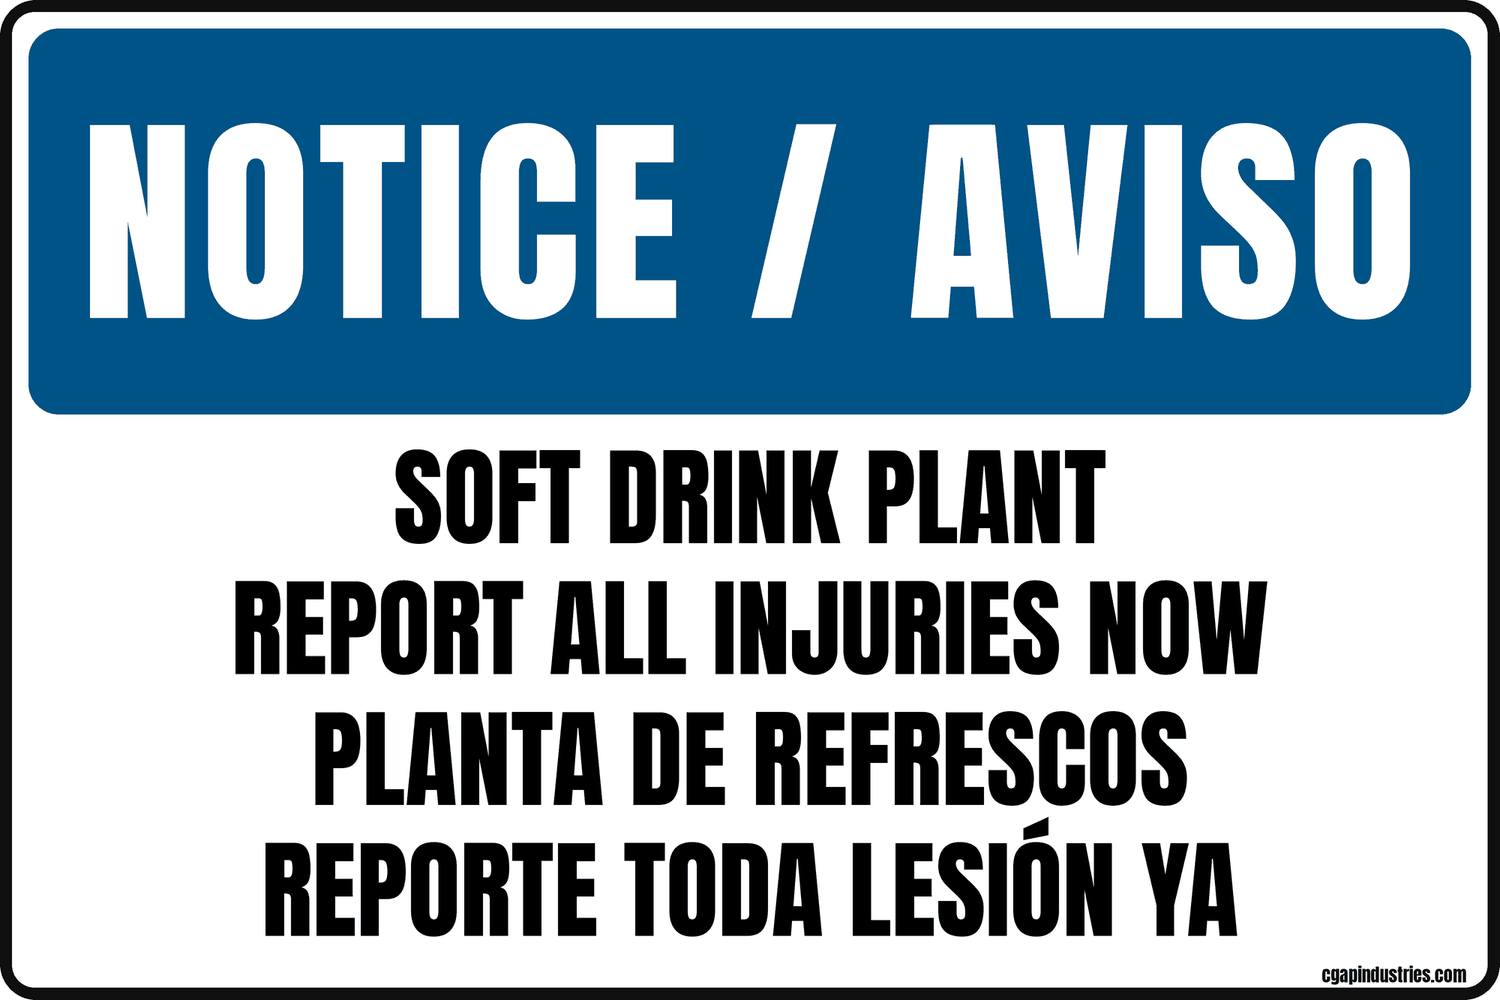 NOTICE / AVISO
SOFT DRINK PLANT
REPORT ALL INJURIES NOW
PLANTA DE REFRESCOS
REPORTE TODA LESIÓN YA
cgapindustries.com